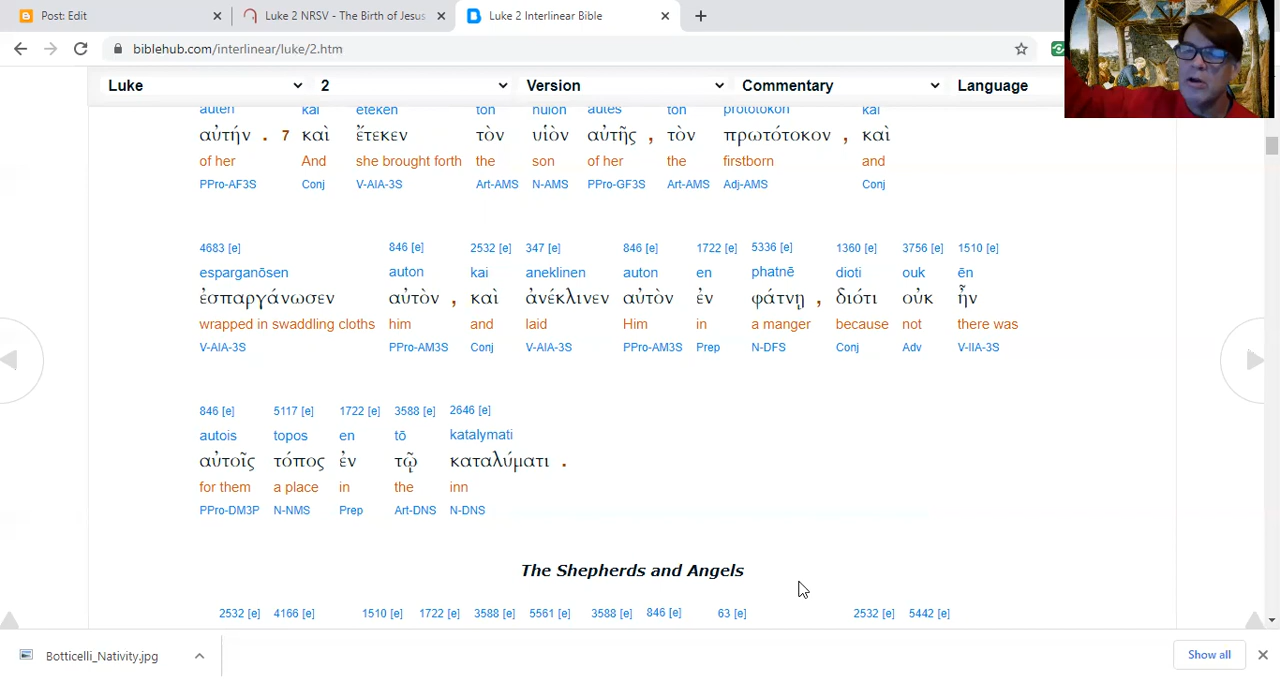 Post: Edit
Luke 2 NRSV - The Birth of Jesus
Luke 2 Interlinear Bible
biblehub.com/interlinear/luke/2.htm
Luke 2 Version Commentary Language
autēn kai eteken ton huion autēs ton prōtotokon kai
αὐτήν . 7 καὶ ἔτεκεν τὸν υἱὸν αὐτῆς , τὸν πρωτότοκον , καὶ
of her And she brought forth the son of her the firstborn and
PPro-AF3S Conj V-AIA-3S Art-AMS N-AMS PPro-GF3S Art-AMS Adj-AMS Conj
4683 [e] 846 [e] 2532 [e] 347 [e] 846 [e] 1722 [e] 5336 [e] 1360 [e] 3756 [e] 1510 [e]
esparganōsen auton kai aneklinen auton en phatnē dioti ouk ēn
ἐσπαργάνωσεν αὐτὸν , καὶ ἀνέκλινεν αὐτὸν ἐν φάτνῃ , διότι οὐκ ἦν
wrapped in swaddling cloths him and laid Him in a manger because not there was
V-AIA-3S PPro-AM3S Conj V-AIA-3S PPro-AM3S Prep N-DFS Conj Adv V-IIA-3S
846 [e] 5117 [e] 1722 [e] 3588 [e] 2646 [e]
autois topos en tō katalymati
αὐτοῖς τόπος ἐν τῷ καταλύματι .
for them a place in the inn
PPro-DM3P N-NMS Prep Art-DNS N-DNS
The Shepherds and Angels
2532 [e] 4166 [e] 1510 [e] 1722 [e] 3588 [e] 5561 [e] 3588 [e] 846 [e] 63 [e] 2532 [e] 5442 [e]
Botticelli_Nativity.jpg
Show all